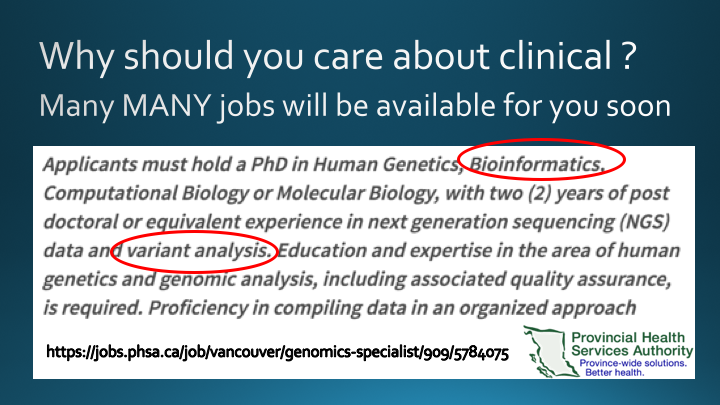 Why should you care about clinical ?
Many MANY jobs will be available for you soon
Applicants must hold a PhD in Human Genetics, Bioinformatics,
Computational Biology or Molecular Biology, with two (2) years of post
doctoral or equivalent experience in next generation sequencing (NGS)
data and variant analysis. Education and expertise in the area of human
genetics and genomic analysis, including associated quality assurance,
is required. Proficiency in compiling data in an organized approach
https://jobs.phsa.ca/job/vancouver/genomics-specialist/909/5784075
Provincial Health
Services Authority
Province-wide solutions.
Better health.